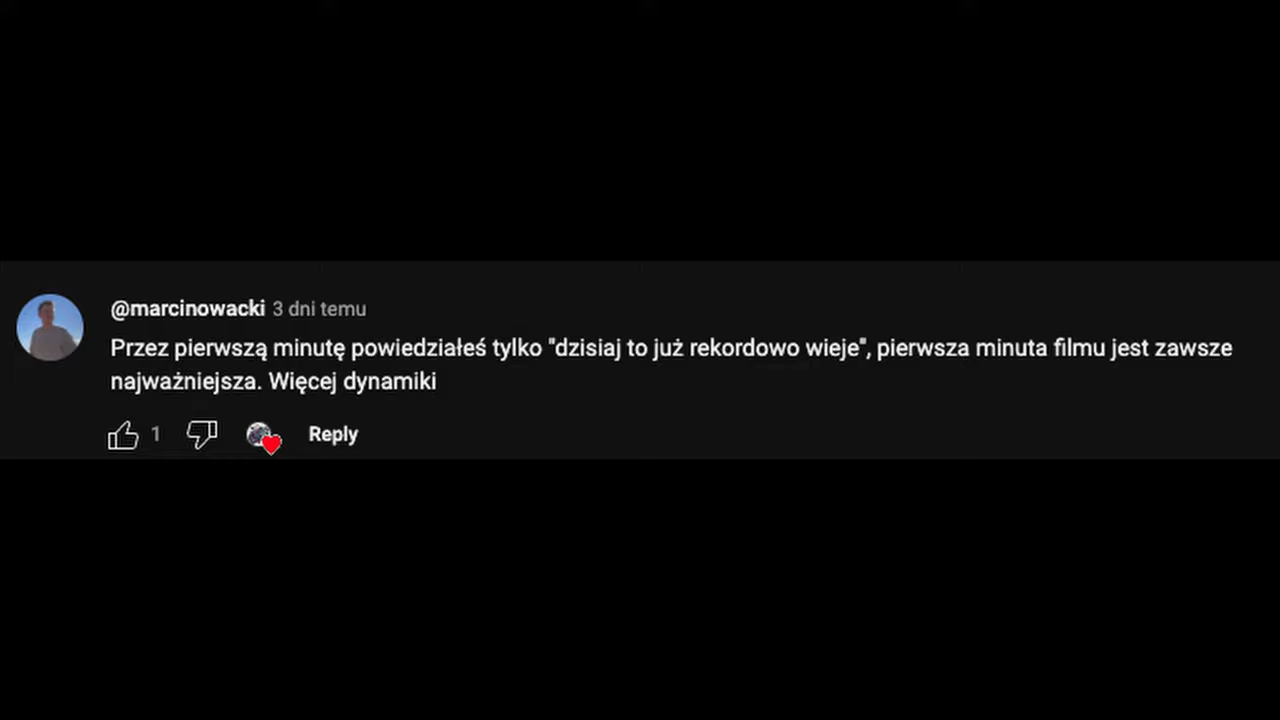 @marcinowacki 3 dni temu
Przez pierwszą minutę powiedziałeś tylko "dzisiaj to już rekordowo wieje", pierwsza minuta filmu jest zawsze
najważniejsza. Więcej dynamiki
1 Reply